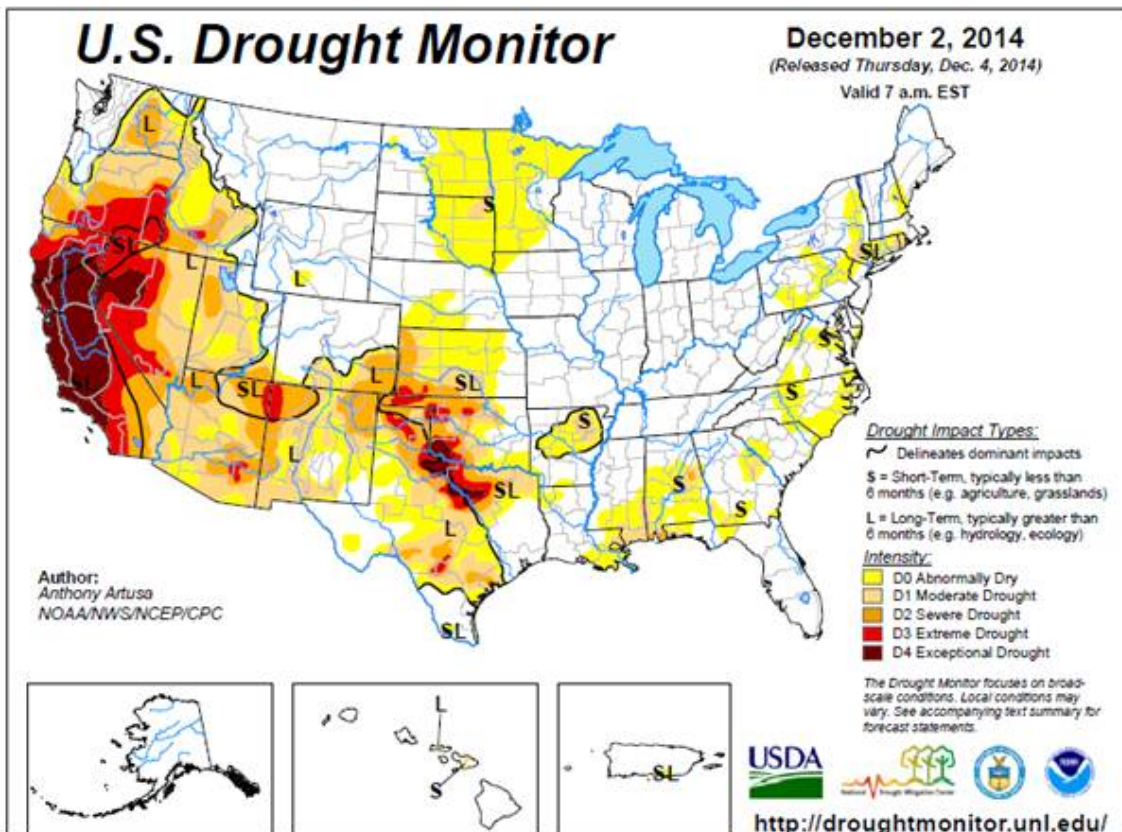 U.S. Drought Monitor
December 2, 2014
(Released Thursday, Dec. 4, 2014)
Valid 7 a.m. EST
L
S
SL
SL
L
L
L
SL
L
SL
S
S
S
L
SL
L
SL
S
S
SL
Drought Impact Types:
Delineates dominant impacts
S = Short-Term, typically less than
6 months (e.g. agriculture, grasslands)
L = Long-Term, typically greater than
6 months (e.g. hydrology, ecology)
Intensity:
D0 Abnormally Dry
D1 Moderate Drought
D2 Severe Drought
D3 Extreme Drought
D4 Exceptional Drought
Author:
Anthony Artusa
NOAA/NWS/NCEP/CPC
The Drought Monitor focuses on broad-
scale conditions. Local conditions may
vary. See accompanying text summary for
forecast statements.
L
S
SL
USDA
National Drought Mitigation Center
http://droughtmonitor.unl.edu/